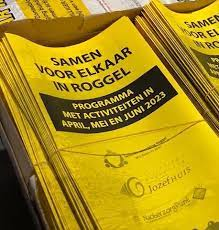 SAMEN
VOOR ELKAAR
IN ROGGEL
PROGRAMMA
MET ACTIVITEITEN IN
APRIL, MEI EN JUNI 2023
JozefHUIS